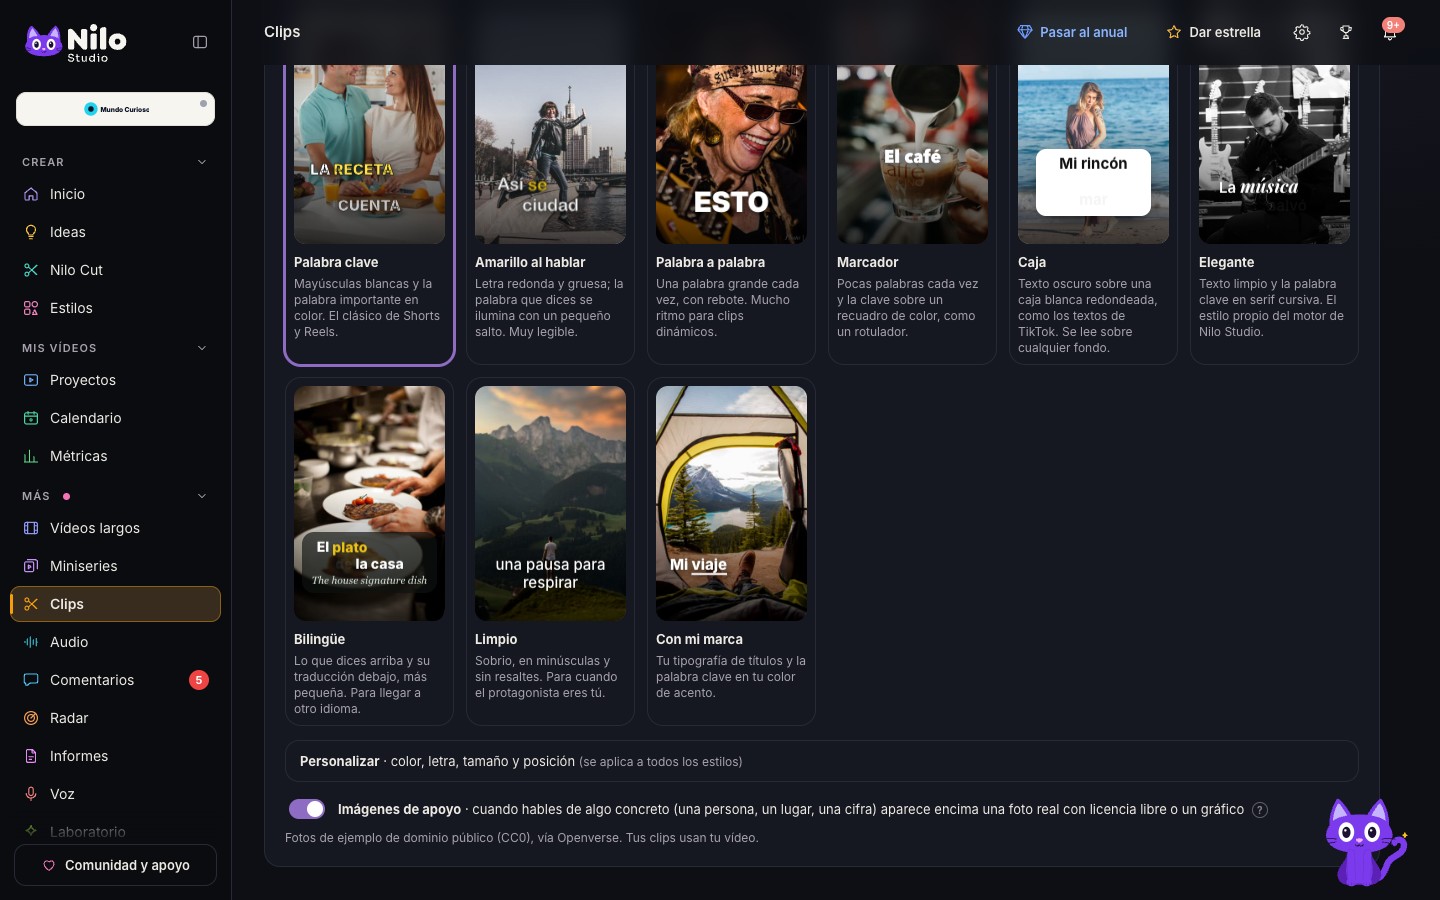 Nilo
Studio
Clips
Pasar al anual
Dar estrella
9+
Mundo Curioso
CREAR
Inicio
Ideas
Nilo Cut
Estilos
MIS VÍDEOS
Proyectos
Calendario
Métricas
MÁS
Vídeos largos
Miniseries
Clips
Audio
Comentarios
5
Radar
Informes
Voz
Laboratorio
Comunidad y apoyo
LA RECETA
CUENTA
Palabra clave
Mayúsculas blancas y la
palabra importante en
color. El clásico de Shorts
y Reels.
Así se
ciudad
Amarillo al hablar
Letra redonda y gruesa; la
palabra que dices se
ilumina con un pequeño
salto. Muy legible.
ESTO
Palabra a palabra
Una palabra grande cada
vez, con rebote. Mucho
ritmo para clips
dinámicos.
El café
Marcador
Pocas palabras cada vez
y la clave sobre un
recuadro de color, como
un rotulador.
Mi rincón
mar
Caja
Texto oscuro sobre una
caja blanca redondeada,
como los textos de
TikTok. Se lee sobre
cualquier fondo.
La música
salvó
Elegante
Texto limpio y la palabra
clave en serif cursiva. El
estilo propio del motor de
Nilo Studio.
El plato
la casa
The house signature dish
Bilingüe
Lo que dices arriba y su
traducción debajo, más
pequeña. Para llegar a
otro idioma.
una pausa para
respirar
Limpio
Sobrio, en minúsculas y
sin resaltes. Para cuando
el protagonista eres tú.
Mi viaje
Con mi marca
Tu tipografía de títulos y la
palabra clave en tu color
de acento.
Personalizar · color, letra, tamaño y posición (se aplica a todos los estilos)
Imágenes de apoyo · cuando hables de algo concreto (una persona, un lugar, una cifra) aparece encima una foto real con licencia libre o un gráfico ?
Fotos de ejemplo de dominio público (CC0), vía Openverse. Tus clips usan tu vídeo.